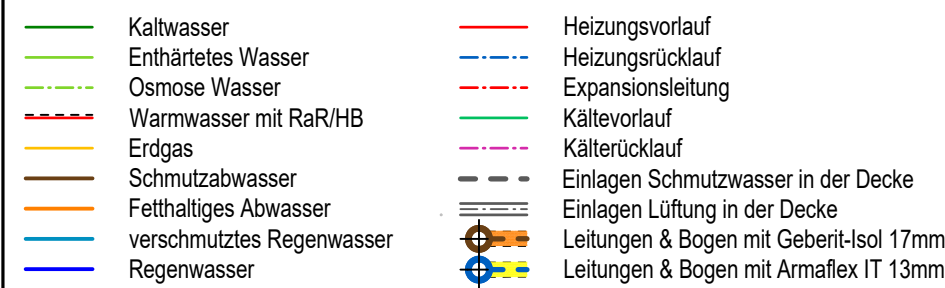 Kaltwasser
Enthärtetes Wasser
Osmose Wasser
Warmwasser mit RaR/HB
Erdgas
Schmutzabwasser
Fetthaltiges Abwasser
verschmutztes Regenwasser
Regenwasser
Heizungsvorlauf
Heizungsrücklauf
Expansionsleitung
Kältevorlauf
Kälterücklauf
Einlagen Schmutzwasser in der Decke
Einlagen Lüftung in der Decke
Leitungen & Bogen mit Geberit-Isol 17mm
Leitungen & Bogen mit Armaflex IT 13mm